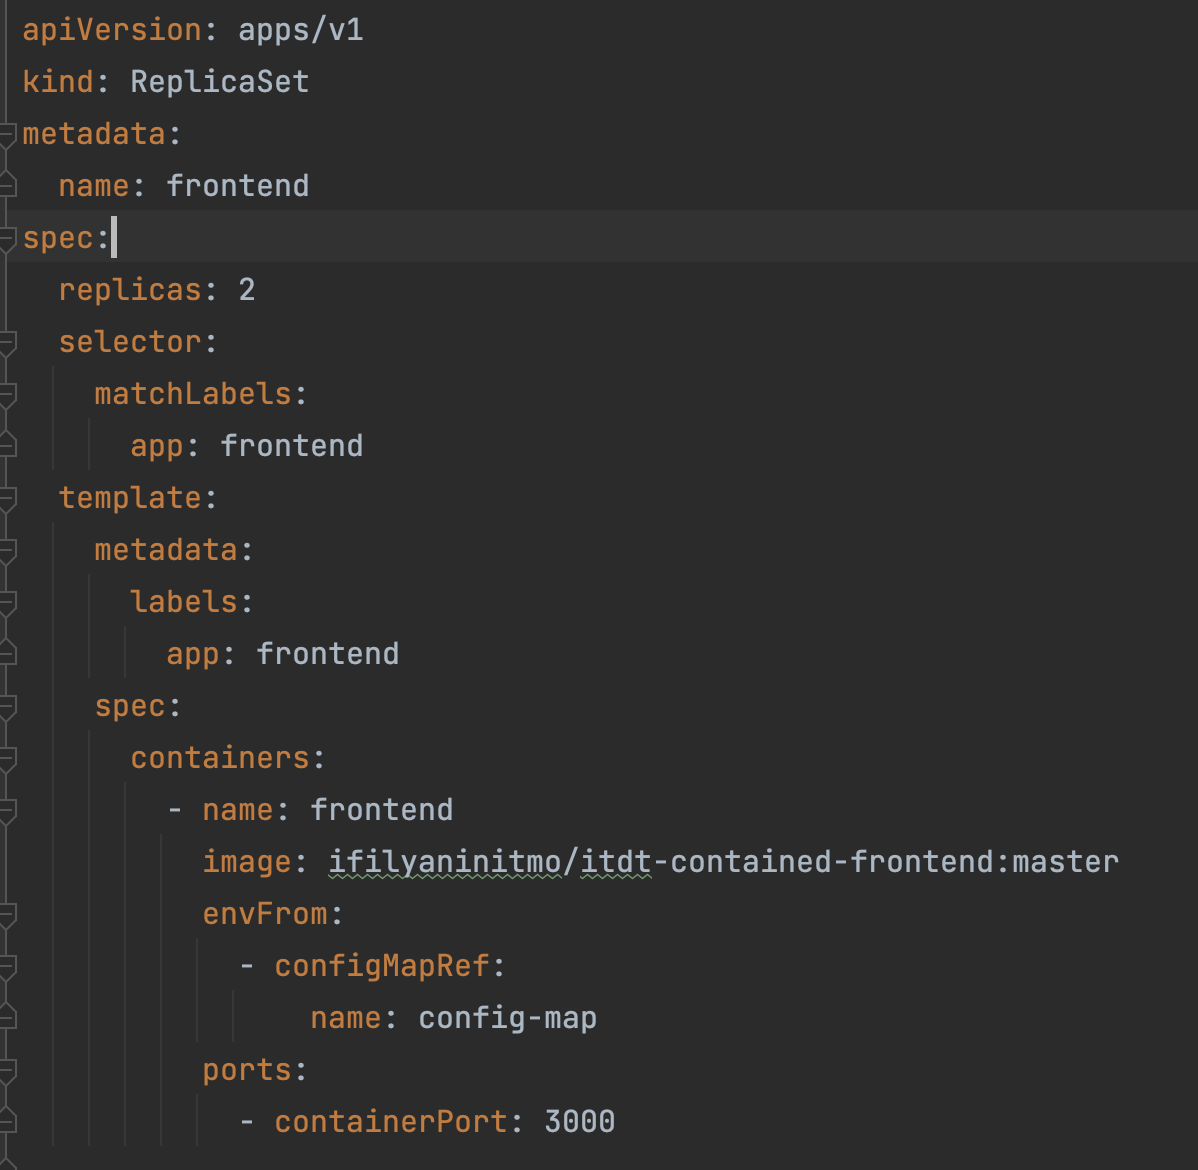 apiVersion: apps/v1
kind: ReplicaSet
metadata:
  name: frontend
spec:
  replicas: 2
  selector:
    matchLabels:
      app: frontend
  template:
    metadata:
      labels:
        app: frontend
    spec:
      containers:
        - name: frontend
          image: ifilyaninitmo/itdt-contained-frontend:master
          envFrom:
            - configMapRef:
                name: config-map
          ports:
            - containerPort: 3000